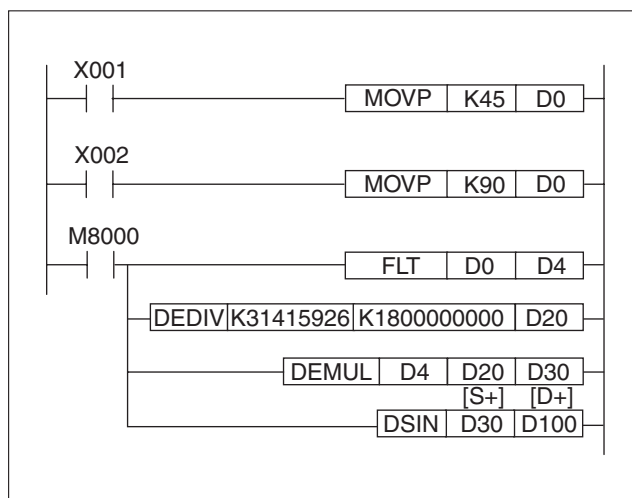 X001
MOVP K45 D0
X002
MOVP K90 D0
M8000
FLT D0 D4
DEDIV K31415926 K1800000000 D20
DEMUL D4 D20 D30
[S+] [D+]
DSIN D30 D100